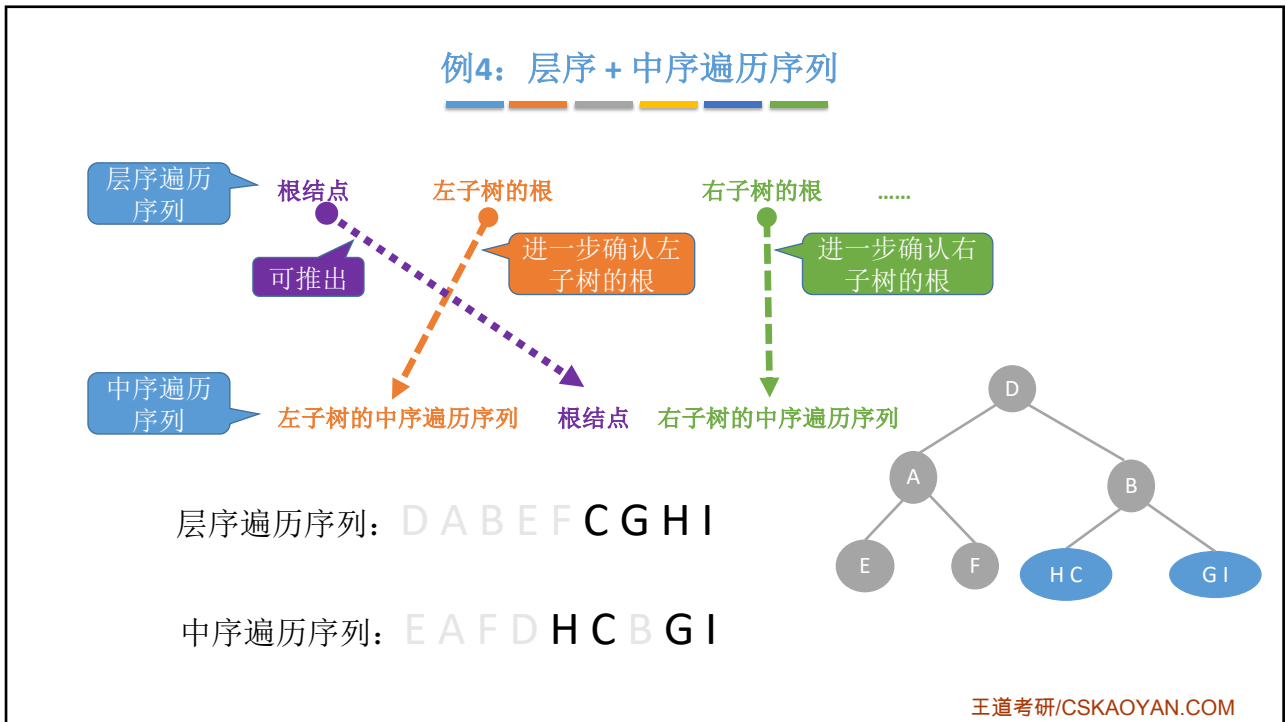 例4：层序 + 中序遍历序列
层序遍历
序列
根结点
左子树的根
右子树的根
……
可推出
进一步确认左
子树的根
进一步确认右
子树的根
中序遍历
序列
左子树的中序遍历序列
根结点
右子树的中序遍历序列
D
A
B
E
F
H C
G I
层序遍历序列：D A B E F C G H I
中序遍历序列：E A F D H C B G I
王道考研/CSKAOYAN.COM